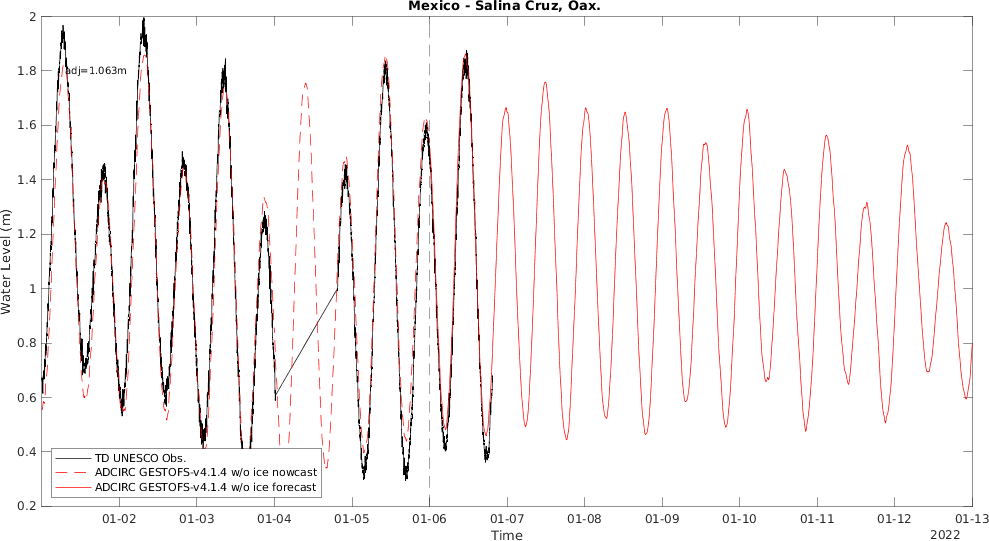 Mexico - Salina Cruz, Oax.
2
1.8
1.6
1.4
1.2
1
0.8
0.6
0.4
0.2
Water Level (m)
adj=1.063m
TD UNESCO Obs.
ADCIRC GESTOFS-v4.1.4 w/o ice nowcast
ADCIRC GESTOFS-v4.1.4 w/o ice forecast
01-02 01-03 01-04 01-05 01-06 01-07 01-08 01-09 01-10 01-11 01-12 01-13
Time
2022